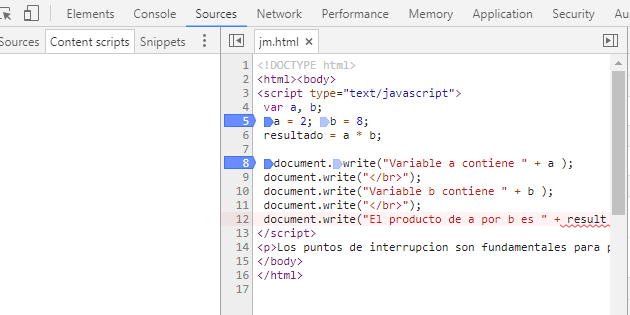 Elements Console Sources Network Performance Memory Application Security Au
Sources Content scripts Snippets jm.html ×
1 <!DOCTYPE html>
2 <html><body>
3 <script type="text/javascript">
4 var a, b;
5 a = 2; b = 8;
6 resultado = a * b;
7
8 document.write("Variable a contiene " + a );
9 document.write("</br>");
10 document.write("Variable b contiene " + b );
11 document.write("</br>");
12 document.write("El producto de a por b es " + result
13 </script>
14 <p>Los puntos de interrupcion son fundamentales para p
15 </body>
16 </html>
17